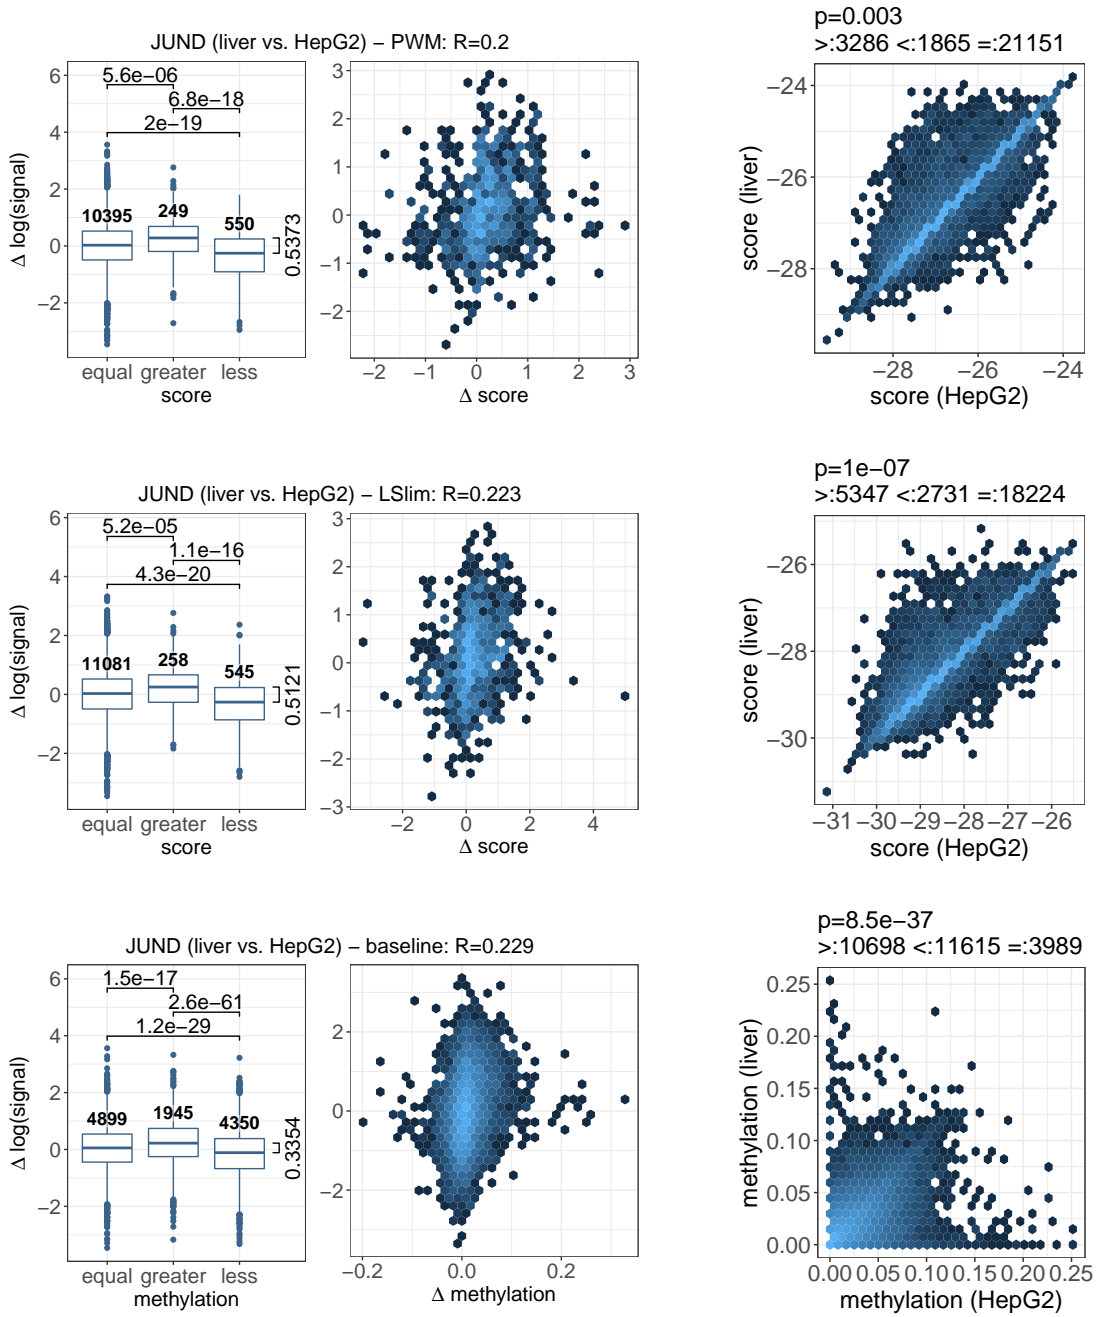 JUND (liver vs. HepG2) − PWM: R=0.2
Δ log(signal)
6
4
2
0
−2
5.6e−06
6.8e−18
2e−19
10395
249
550
0.5373
equal greater less
score
3
2
1
0
−1
−2
−2 −1 0 1 2 3
Δ score
p=0.003
>:3286 <:1865 =:21151
score (liver)
−24
−26
−28
−28 −26 −24
score (HepG2)
JUND (liver vs. HepG2) − LSlim: R=0.223
Δ log(signal)
6
4
2
0
−2
5.2e−05
1.1e−16
4.3e−20
11081
258
545
0.5121
equal greater less
score
3
2
1
0
−1
−2
−3
−2 0 2 4
Δ score
p=1e−07
>:5347 <:2731 =:18224
score (liver)
−26
−28
−30
−31 −30 −29 −28 −27 −26
score (HepG2)
JUND (liver vs. HepG2) − baseline: R=0.229
Δ log(signal)
6
4
2
0
−2
1.5e−17
2.6e−61
1.2e−29
4899
1945
4350
0.3354
equal greater less
methylation
2
0
−2
−0.2 0.0 0.2
Δ methylation
p=8.5e−37
>:10698 <:11615 =:3989
methylation (liver)
0.25
0.20
0.15
0.10
0.05
0.00
0.00 0.05 0.10 0.15 0.20 0.25
methylation (HepG2)